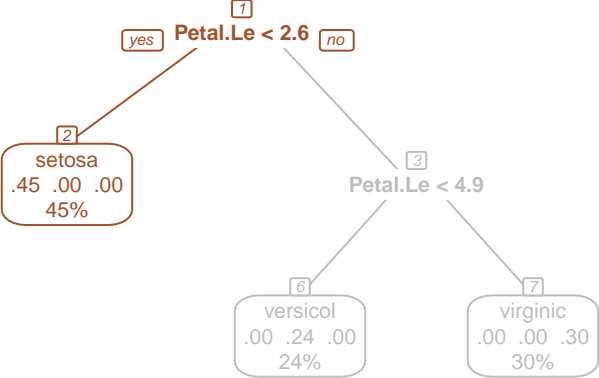 1
yes Petal.Le < 2.6 no
2
setosa
.45 .00 .00
45%
3
Petal.Le < 4.9
6
versicol
.00 .24 .00
24%
7
virginic
.00 .00 .30
30%